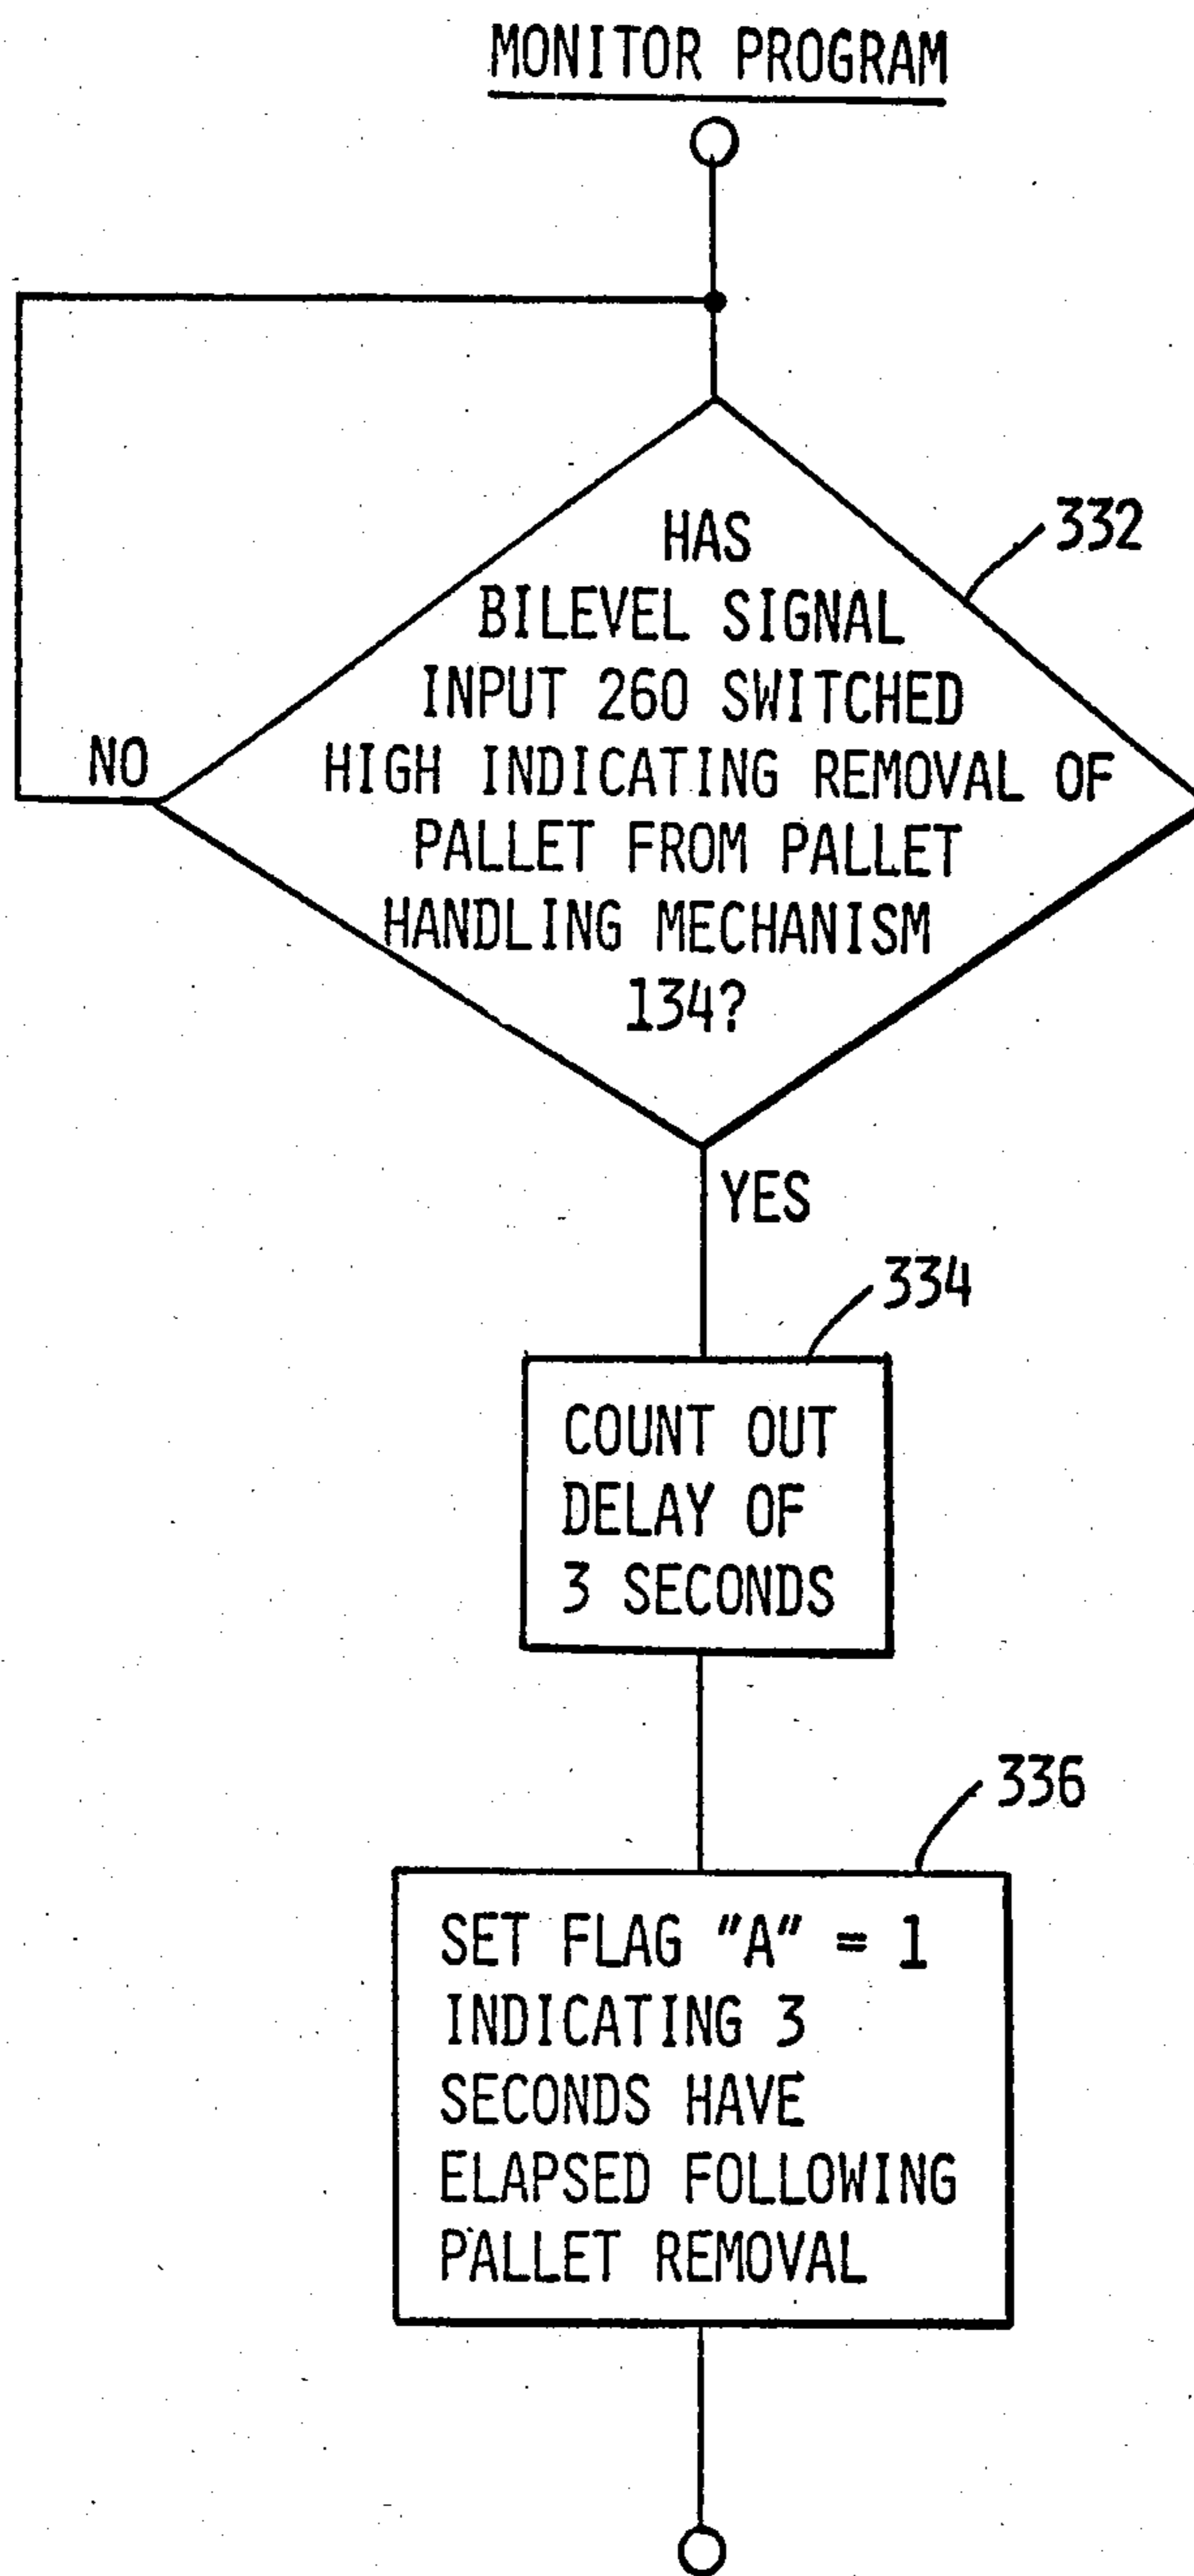 MONITOR PROGRAM
332
HAS
BILEVEL SIGNAL
INPUT 260 SWITCHED
HIGH INDICATING REMOVAL OF
PALLET FROM PALLET
HANDLING MECHANISM
134?
NO
YES
334
COUNT OUT
DELAY OF
3 SECONDS
336
SET FLAG "A" = 1
INDICATING 3
SECONDS HAVE
ELAPSED FOLLOWING
PALLET REMOVAL